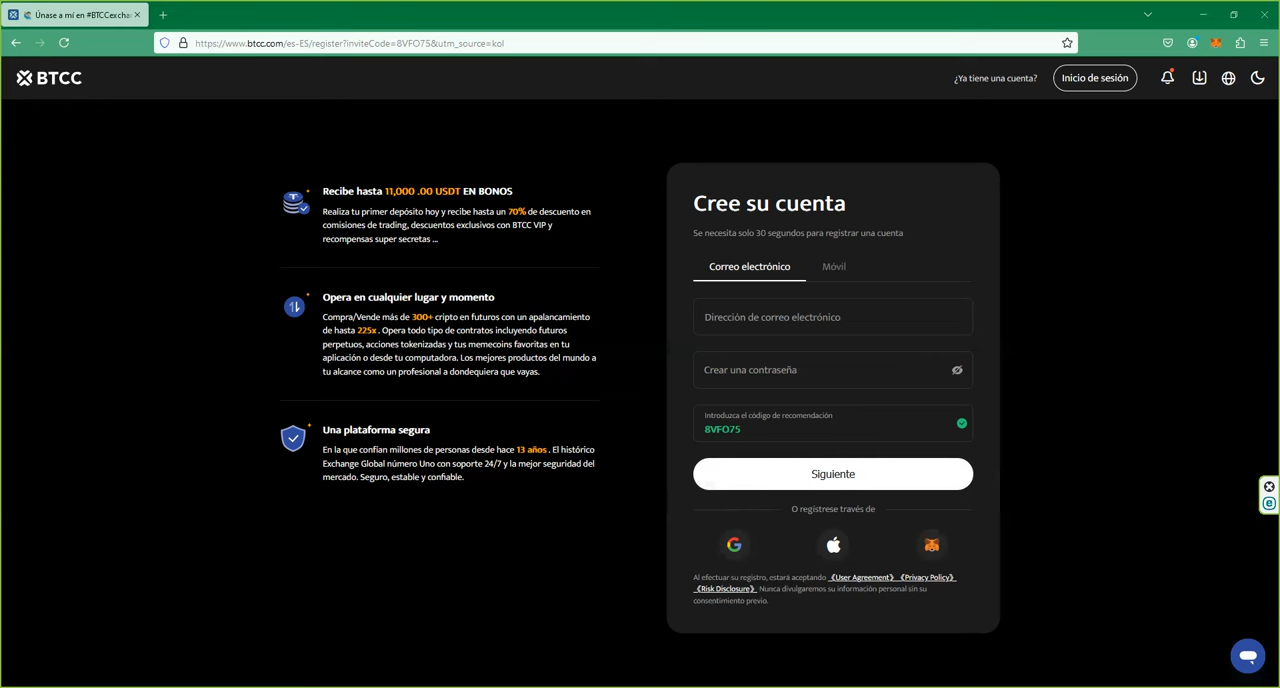 Únase a mí en #BTCCexcha
https://www.btcc.com/es-ES/register?inviteCode=8VFO75&utm_source=kol
BTCC
¿Ya tiene una cuenta?
Inicio de sesión
Recibe hasta 11,000 .00 USDT EN BONOS
Realiza tu primer depósito hoy y recibe hasta un 70% de descuento en
comisiones de trading, descuentos exclusivos con BTCC VIP y
recompensas super secretas ...
Opera en cualquier lugar y momento
Compra/Vende más de 300+ cripto en futuros con un apalancamiento
de hasta 225x . Opera todo tipo de contratos incluyendo futuros
perpetuos, acciones tokenizadas y tus memecoins favoritas en tu
aplicación o desde tu computadora. Los mejores productos del mundo a
tu alcance como un profesional a dondequiera que vayas.
Una plataforma segura
En la que confían millones de personas desde hace 13 años . El histórico
Exchange Global número Uno con soporte 24/7 y la mejor seguridad del
mercado. Seguro, estable y confiable.
Cree su cuenta
Se necesita solo 30 segundos para registrar una cuenta
Correo electrónico
Móvil
Dirección de correo electrónico
Crear una contraseña
Introduzca el código de recomendación
8VFO75
Siguiente
O regístrese través de
Al efectuar su registro, estará aceptando 《User Agreement》 《Privacy Policy》
《Risk Disclosure》 Nunca divulgaremos su información personal sin su
consentimiento previo.